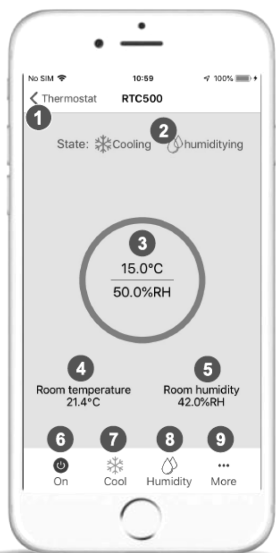 No SIM 10:59 100%
Thermostat RTC500
1
2
State: Cooling humiditying
3
15.0°C
50.0%RH
4 5
Room temperature Room humidity
21.4°C 42.0%RH
6 7 8 9
On Cool Humidity More